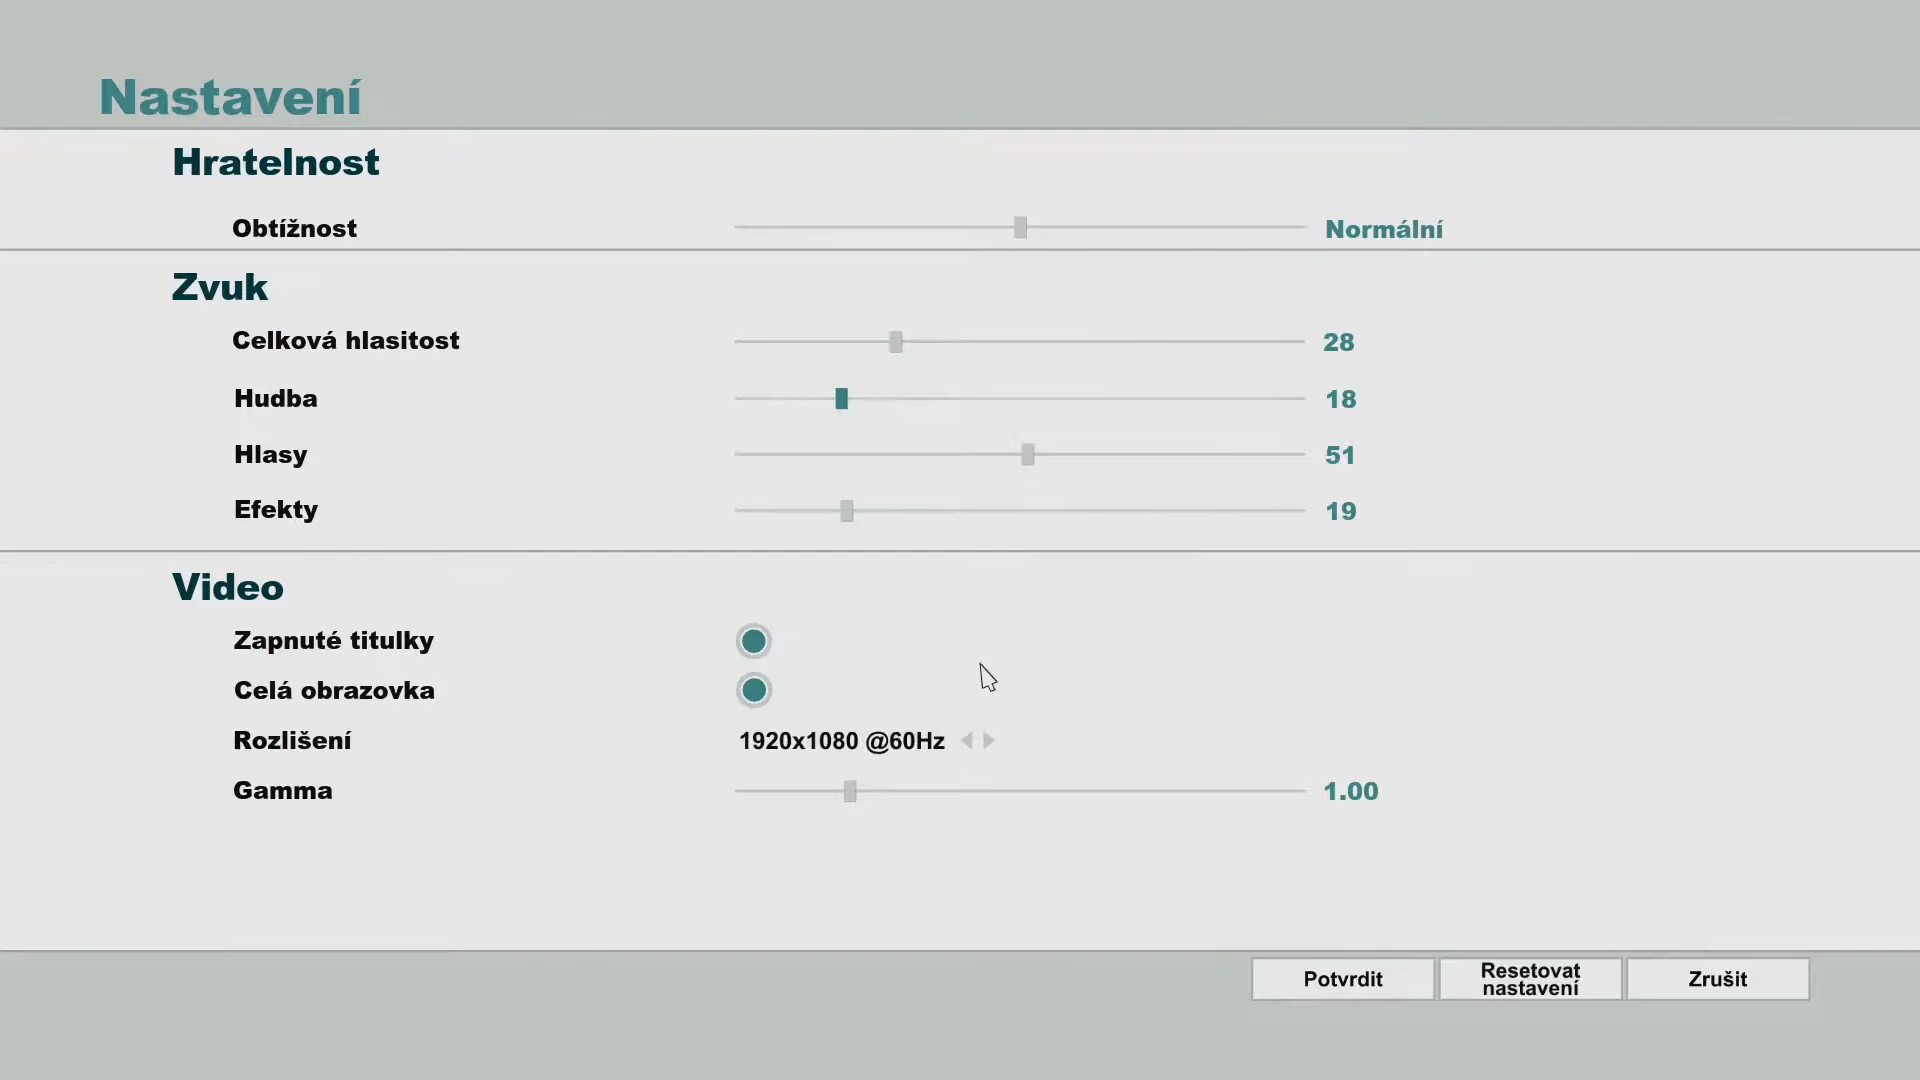 Nastavení
Hratelnost
Obtížnost Normální
Zvuk
Celková hlasitost 28
Hudba 18
Hlasy 51
Efekty 19
Video
Zapnuté titulky
Celá obrazovka
Rozlišení 1920x1080 @60Hz
Gamma 1.00
Potvrdit
Resetovat
nastavení
Zrušit